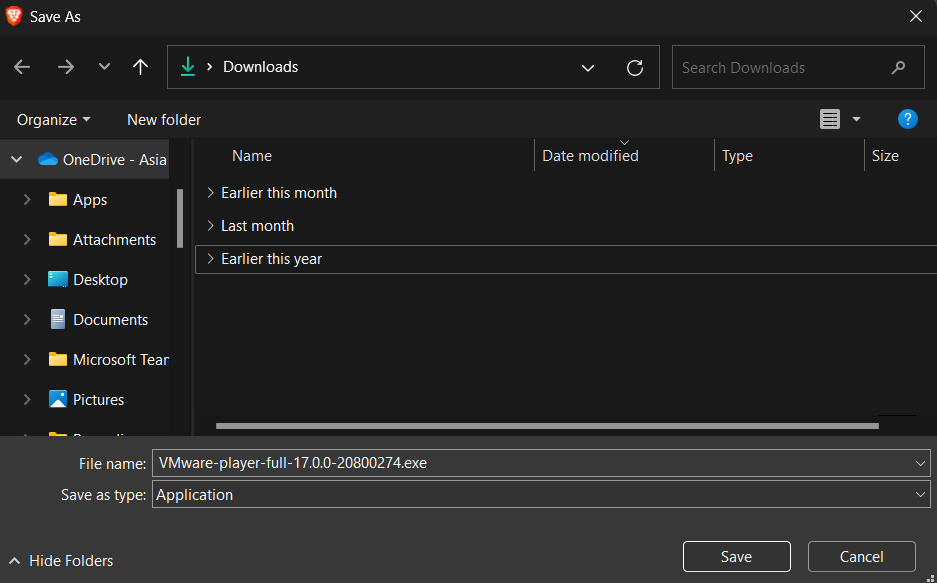 Save As
Downloads
Search Downloads
Organize
New folder
?
OneDrive - Asia
Name
Date modified
Type
Size
Apps
Attachments
Desktop
Documents
Microsoft Tean
Pictures
Earlier this month
Last month
Earlier this year
File name: VMware-player-full-17.0.0-20800274.exe
Save as type: Application
Hide Folders
Save
Cancel